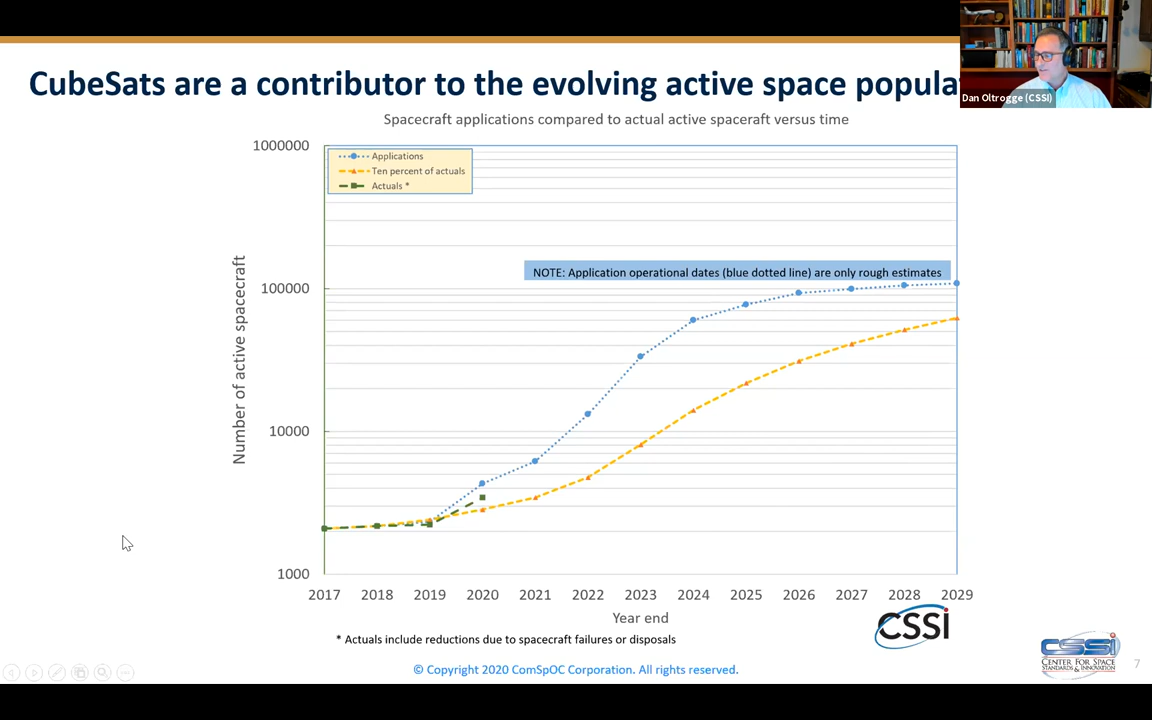 CubeSats are a contributor to the evolving active space popula
Dan Oltrogge (CSSI)
Spacecraft applications compared to actual active spaceraft versus time
1000000
100000
10000
1000
Number of active spacecraft
Applications
Ten percent of actuals
Actuals *
NOTE: Application operational dates (blue dotted line) are only rough estimates
2017 2018 2019 2020 2021 2022 2023 2024 2025 2026 2027 2028 2029
Year end
* Actuals include reductions due to spacecraft failures or disposals
CSSI
© Copyright 2020 ComSpOC Corporation. All rights reserved.
CSSI
CENTER FOR SPACE
STANDARDS & INNOVATION
7